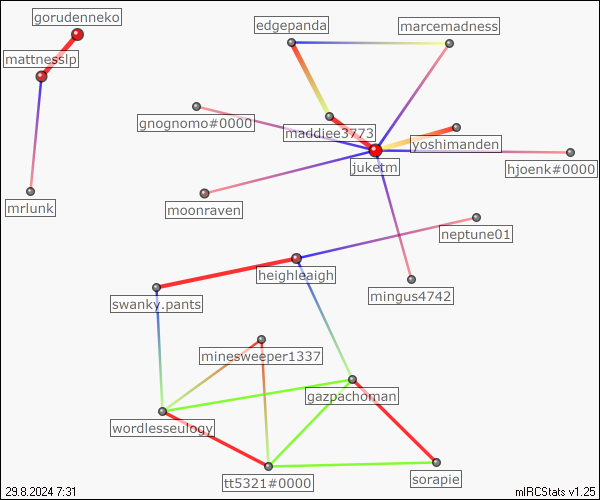 gorudenneko
edgepanda
marcemadness
mattnesslp
gnognomo#0000
maddiee3773
yoshimanden
juketm
hjoenk#0000
mrlunk
moonraven
neptune01
heighleaigh
mingus4742
swanky.pants
minesweeper1337
gazpachoman
wordlesseulogy
tt5321#0000
sorapie
29.8.2024 7:31
mIRCStats v1.25